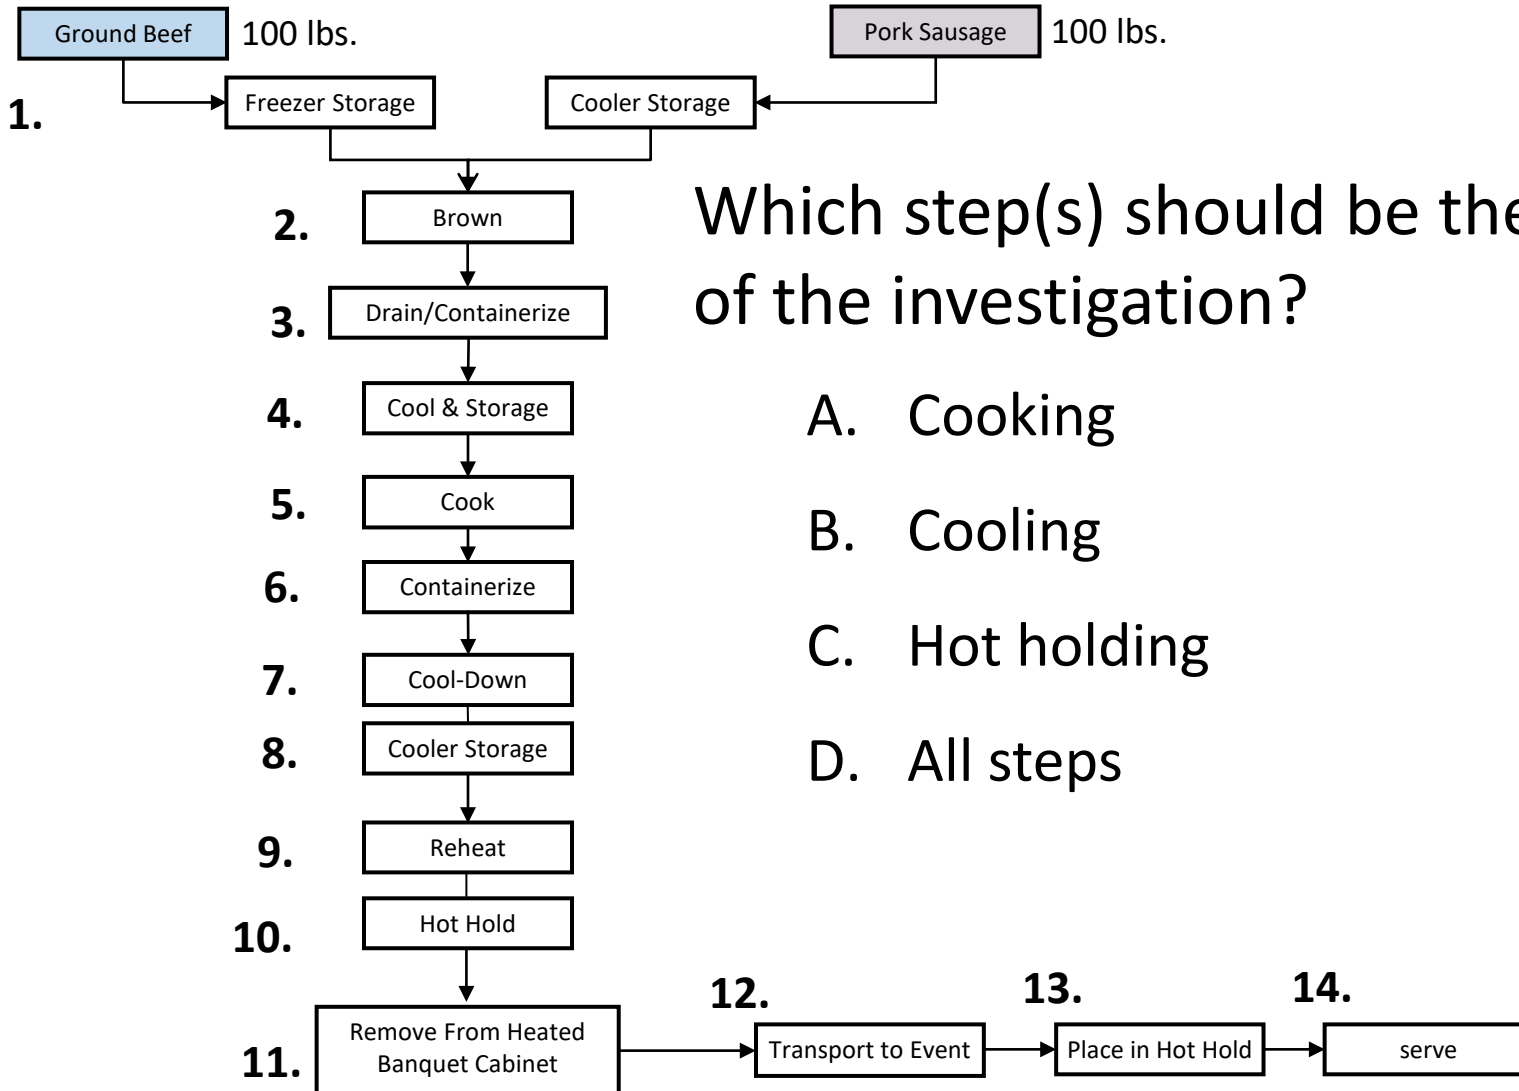 Ground Beef 100 lbs.
Pork Sausage 100 lbs.
1. Freezer Storage
Cooler Storage
2. Brown
Which step(s) should be the
of the investigation?
3. Drain/Containerize
4. Cool & Storage
A. Cooking
5. Cook
B. Cooling
6. Containerize
C. Hot holding
7. Cool-Down
8. Cooler Storage
D. All steps
9. Reheat
10. Hot Hold
11. Remove From Heated
Banquet Cabinet
12. Transport to Event
13. Place in Hot Hold
14. serve